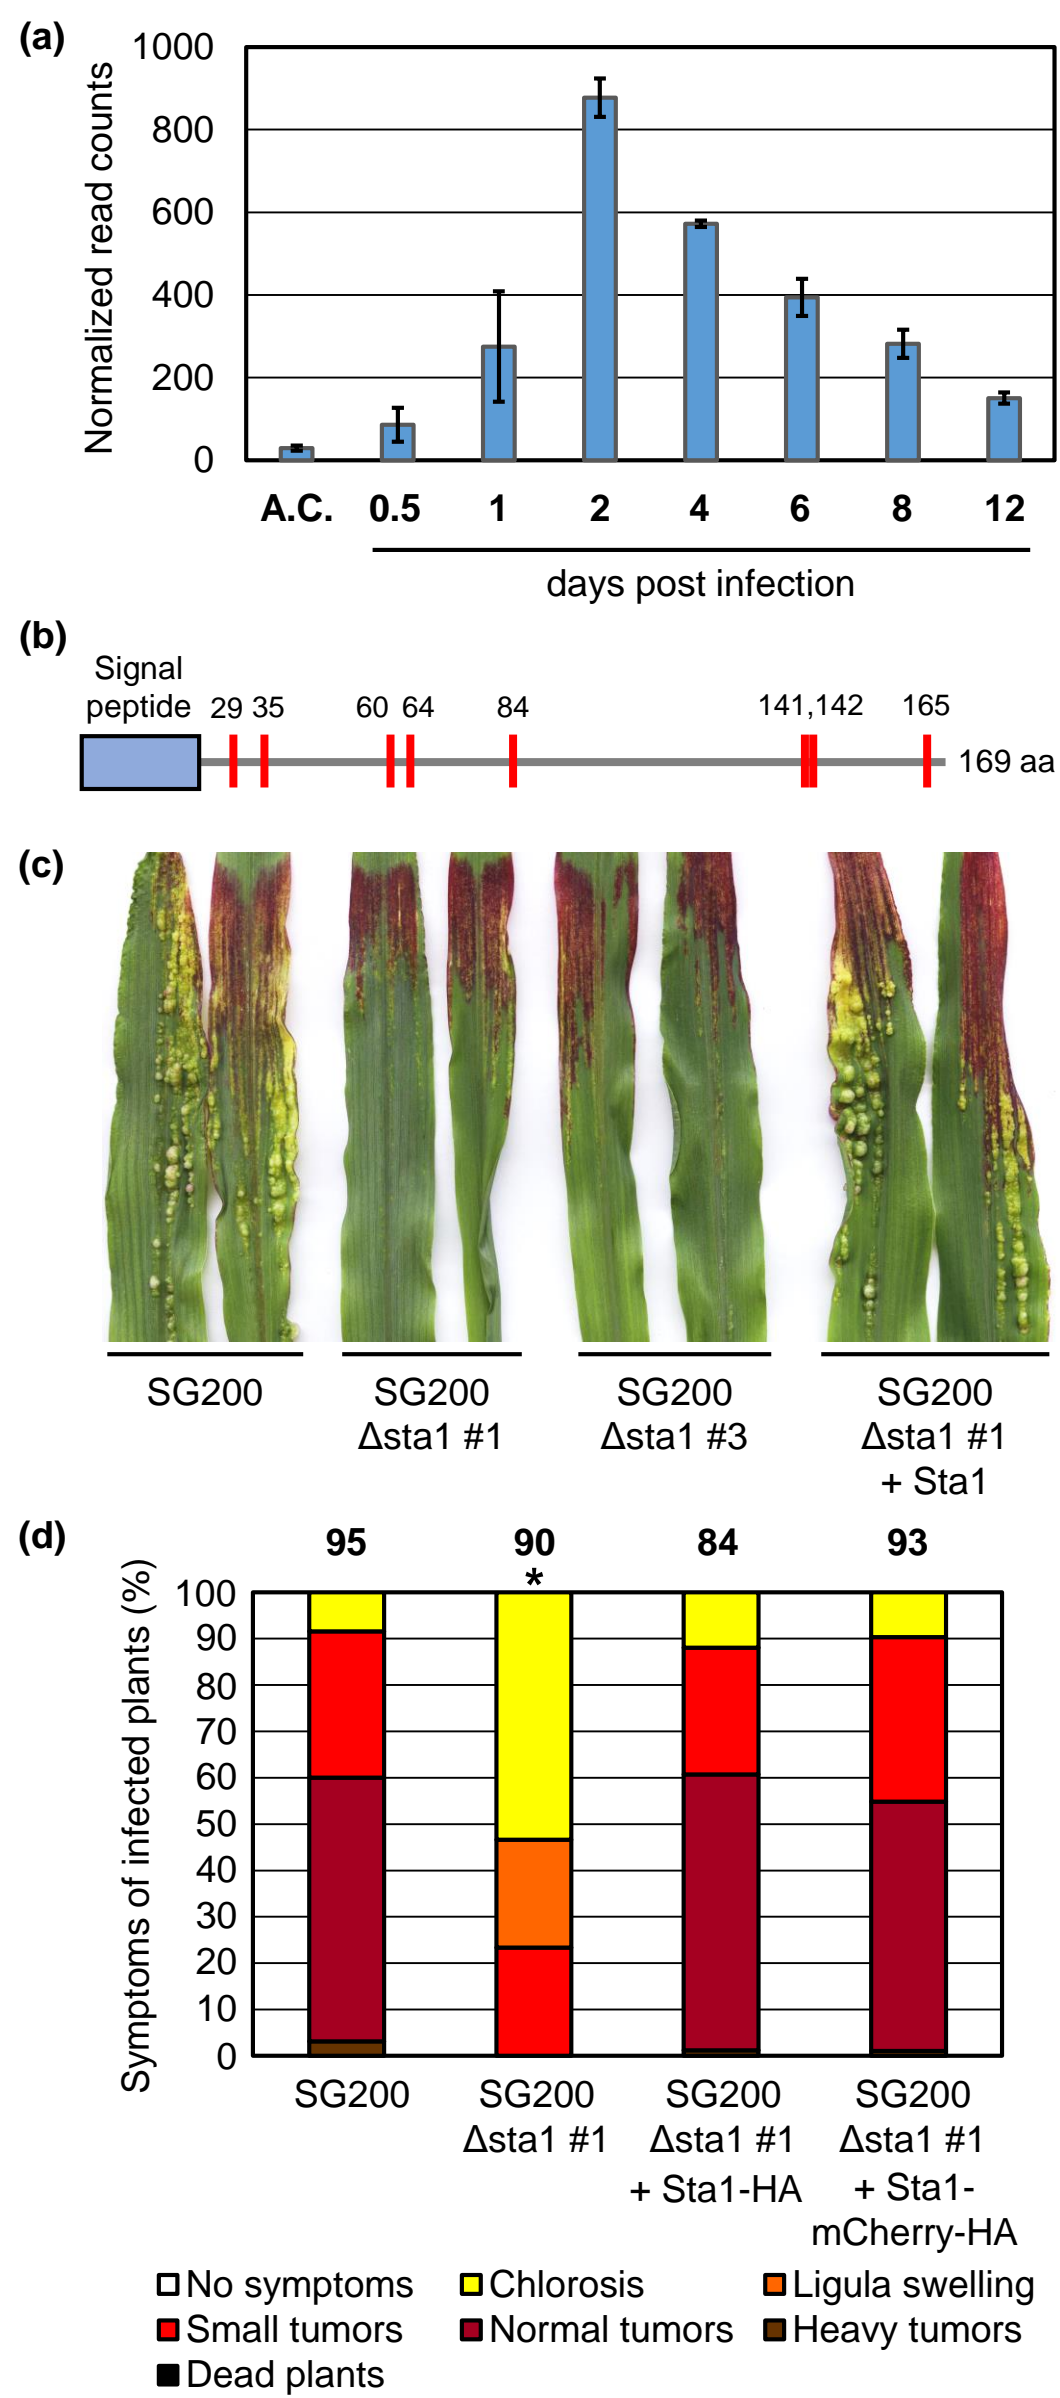 (a)
Normalized read counts
1000
800
600
400
200
0
A.C. 0.5 1 2 4 6 8 12
days post infection
(b)
Signal
peptide
29 35 60 64 84 141,142 165
169 aa
(c)
SG200
SG200
Δsta1 #1
SG200
Δsta1 #3
SG200
Δsta1 #1
+ Sta1
(d)
95 90 84 93
*
Symptoms of infected plants (%)
100
90
80
70
60
50
40
30
20
10
0
SG200
SG200
Δsta1 #1
SG200
Δsta1 #1
+ Sta1-HA
SG200
Δsta1 #1
+ Sta1-
mCherry-HA
No symptoms Chlorosis Ligula swelling
Small tumors Normal tumors Heavy tumors
Dead plants